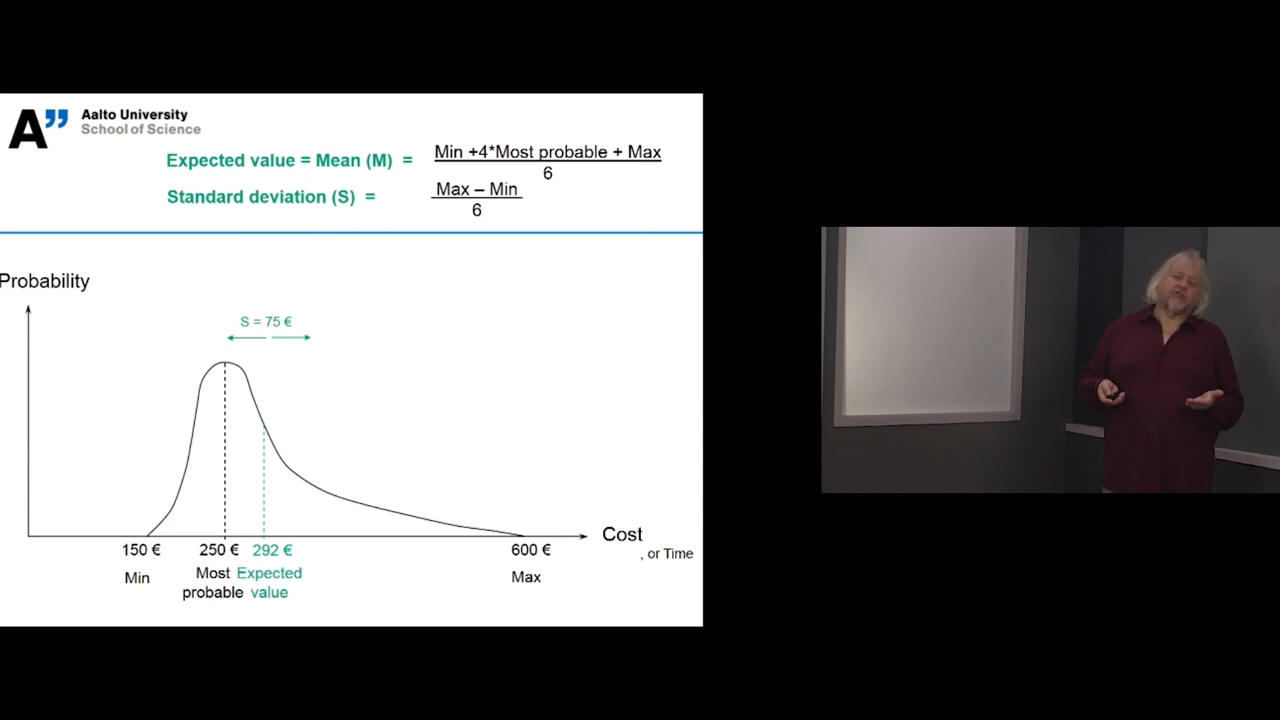 A”
Aalto University
School of Science
Expected value = Mean (M) = Min +4*Most probable + Max
6
Standard deviation (S) = Max – Min
6
Probability
S = 75 €
Cost
, or Time
150 € 250 € 292 € 600 €
Min Most probable Expected value Max